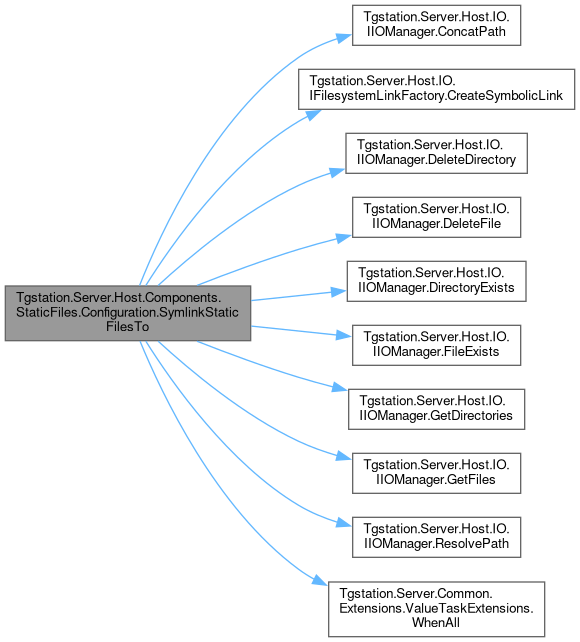 Tgstation.Server.Host.IO.
IIOManager.ConcatPath
Tgstation.Server.Host.IO.
IFilesystemLinkFactory.CreateSymbolicLink
Tgstation.Server.Host.IO.
IIOManager.DeleteDirectory
Tgstation.Server.Host.IO.
IIOManager.DeleteFile
Tgstation.Server.Host.IO.
IIOManager.DirectoryExists
Tgstation.Server.Host.Components.
StaticFiles.Configuration.SymlinkStatic
FilesTo
Tgstation.Server.Host.IO.
IIOManager.FileExists
Tgstation.Server.Host.IO.
IIOManager.GetDirectories
Tgstation.Server.Host.IO.
IIOManager.GetFiles
Tgstation.Server.Host.IO.
IIOManager.ResolvePath
Tgstation.Server.Common.
Extensions.ValueTaskExtensions.
WhenAll